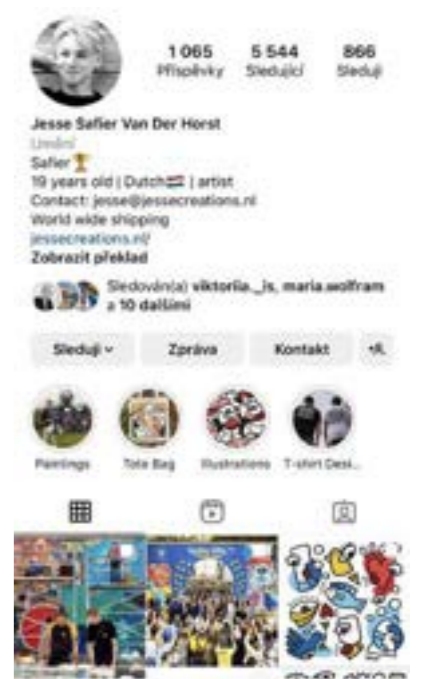 1 065 5 544 866
Příspěvky Sledující Sleduji
Jesse Safier Van Der Horst
Umění
Safier🏆
19 years old | Dutch🇳🇱 | artist
Contact: jesse@jessecreations.nl
World wide shipping
jessecreations.nl/
Zobrazit překlad
Sledován(a) viktoriia._is, maria.wolfram
a 10 dalšími
Sleduji Zpráva Kontakt
Paintings Tote Bag Illustrations T-shirt Desi...